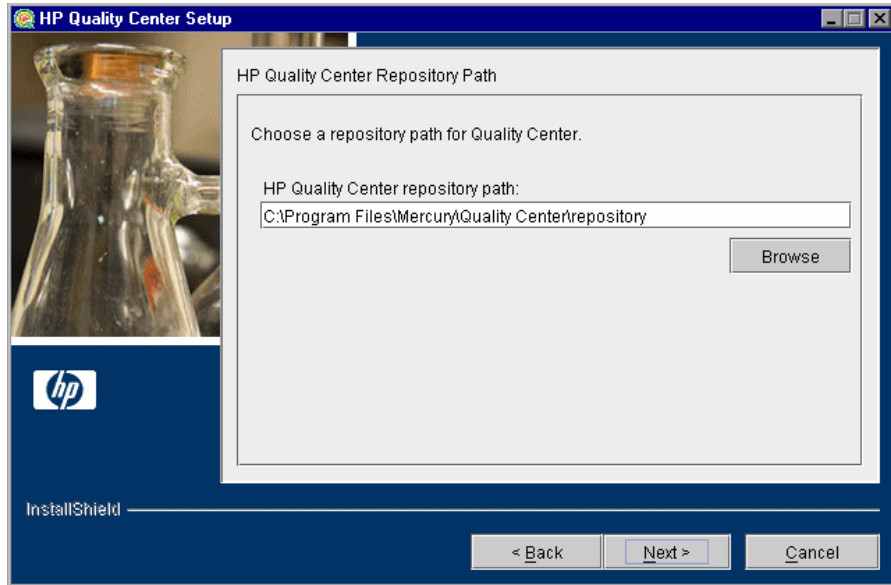 HP Quality Center Setup
HP Quality Center Repository Path
Choose a repository path for Quality Center.
HP Quality Center repository path:
C:\Program Files\Mercury\Quality Center\repository
Browse
hp
InstallShield
< Back
Next >
Cancel